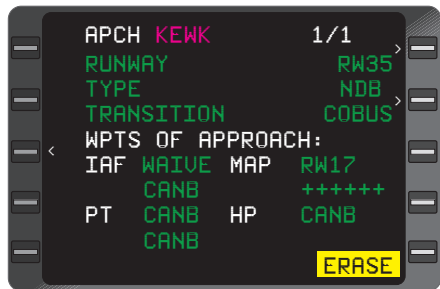 APCH KEWK 1/1
RUNWAY RW35 >
TYPE NDB
TRANSITION COBUS >
< WPTS OF APPROACH:
IAF WAIVE MAP RW17
CANB ++++++
PT CANB HP CANB
CANB
ERASE